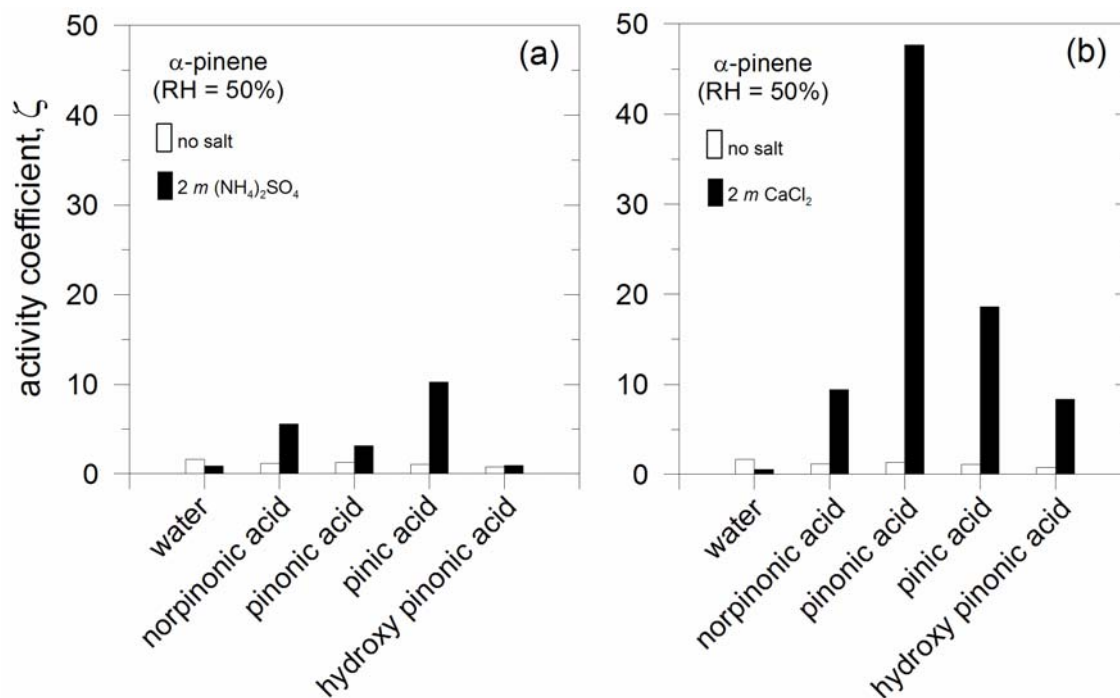 activity coefficient, ζ
50
40
30
20
10
0
(a)
α-pinene
(RH = 50%)
no salt
2 m (NH₄)₂SO₄
water
norpinonic acid
pinonic acid
pinic acid
hydroxy pinonic acid
50
40
30
20
10
0
(b)
α-pinene
(RH = 50%)
no salt
2 m CaCl₂
water
norpinonic acid
pinonic acid
pinic acid
hydroxy pinonic acid